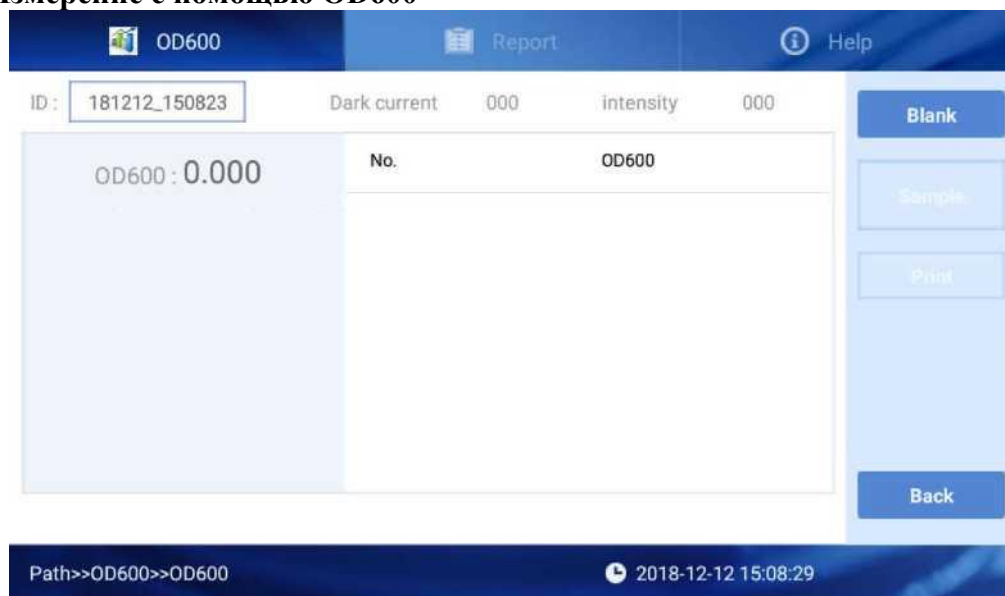 Измерение с помощью OD600
OD600 Report Help
ID : 181212_150823 Dark current 000 intensity 000 Blank
OD600 : 0.000 No. OD600
Sample
Print
Back
Path>>OD600>>OD600 2018-12-12 15:08:29